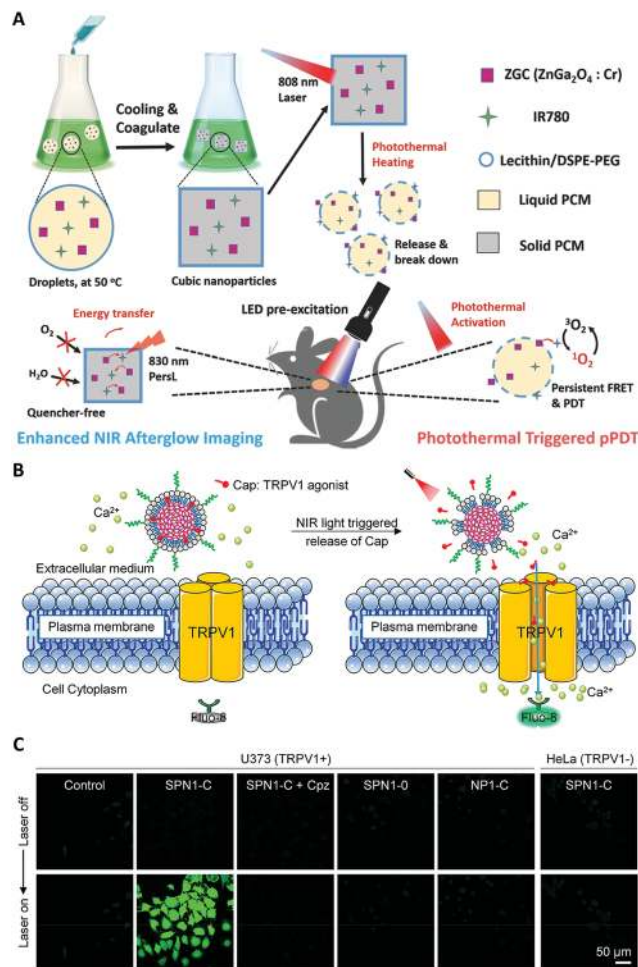 A
Cooling &
Coagulate
Droplets, at 50 °C
Cubic nanoparticles
808 nm
Laser
Photothermal
Heating
Release &
break down
ZGC (ZnGa2O4 : Cr)
IR780
Lecithin/DSPE-PEG
Liquid PCM
Solid PCM
LED pre-excitation
Energy transfer
O2
H2O
830 nm
PersL
Quencher-free
Enhanced NIR Afterglow Imaging
Photothermal
Activation
3O2
1O2
Persistent FRET
& PDT
Photothermal Triggered pPDT
B
Ca2+
Cap: TRPV1 agonist
NIR light triggered
release of Cap
Ca2+
Extracellular medium
Plasma membrane
TRPV1
Plasma membrane
TRPV1
Cell Cytoplasm
Ca2+
Fluo-8
Fluo-8
C
U373 (TRPV1+)
HeLa (TRPV1-)
Control
SPN1-C
SPN1-C + Cpz
SPN1-0
NP1-C
SPN1-C
Laser off
Laser on
50 µm